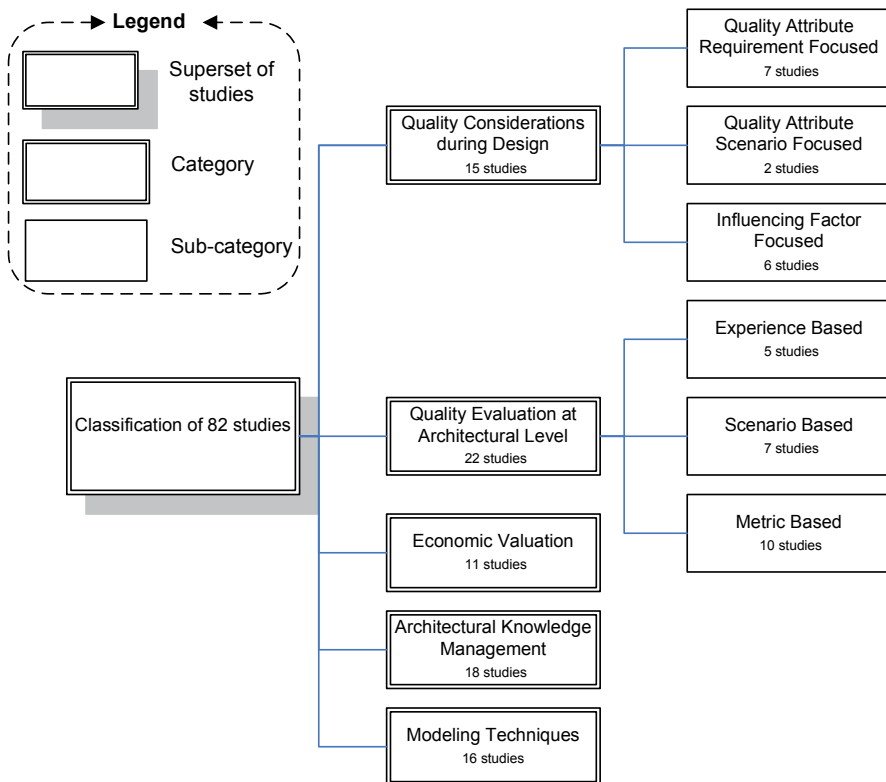 Legend
Superset of
studies
Category
Sub-category
Classification of 82 studies
Quality Considerations
during Design
15 studies
Quality Attribute
Requirement Focused
7 studies
Quality Attribute
Scenario Focused
2 studies
Influencing Factor
Focused
6 studies
Quality Evaluation at
Architectural Level
22 studies
Experience Based
5 studies
Scenario Based
7 studies
Metric Based
10 studies
Economic Valuation
11 studies
Architectural Knowledge
Management
18 studies
Modeling Techniques
16 studies